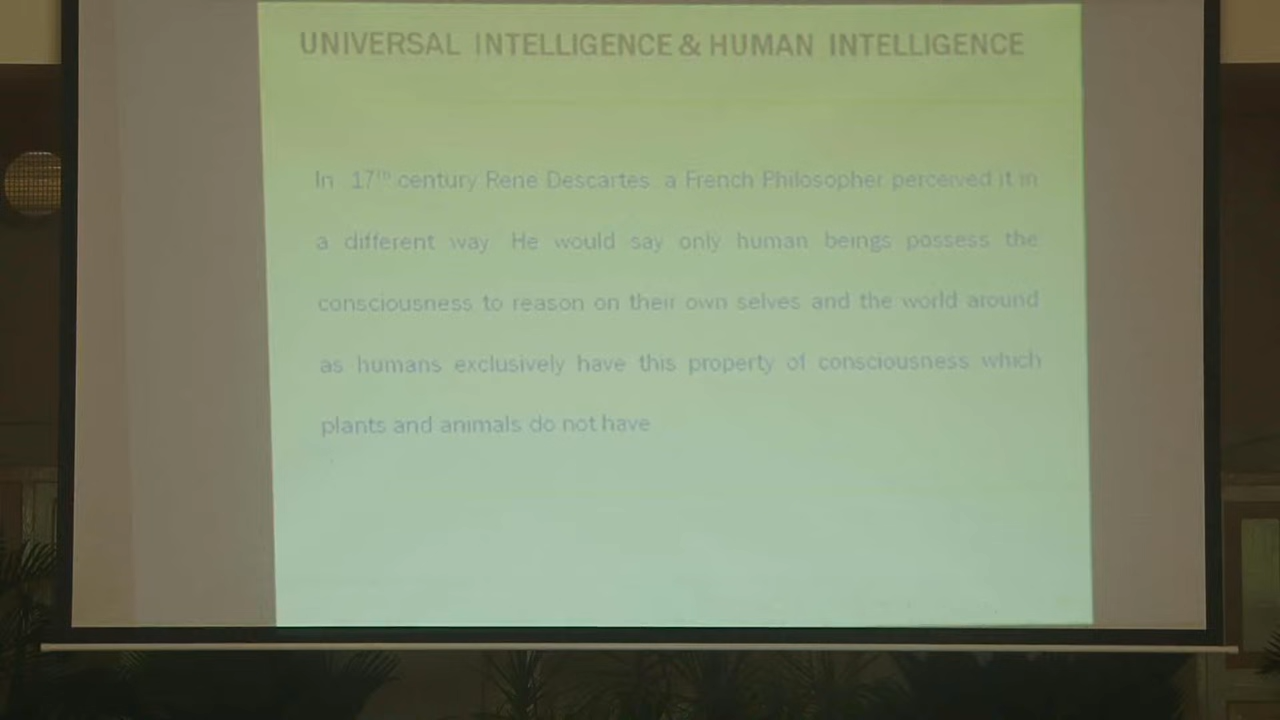 UNIVERSAL INTELLIGENCE & HUMAN INTELLIGENCE
In 17th century Rene Descartes a French Philosopher perceived it in
a different way He would say only human beings possess the
consciousness to reason on their own selves and the world around
as humans exclusively have this property of consciousness which
plants and animals do not have